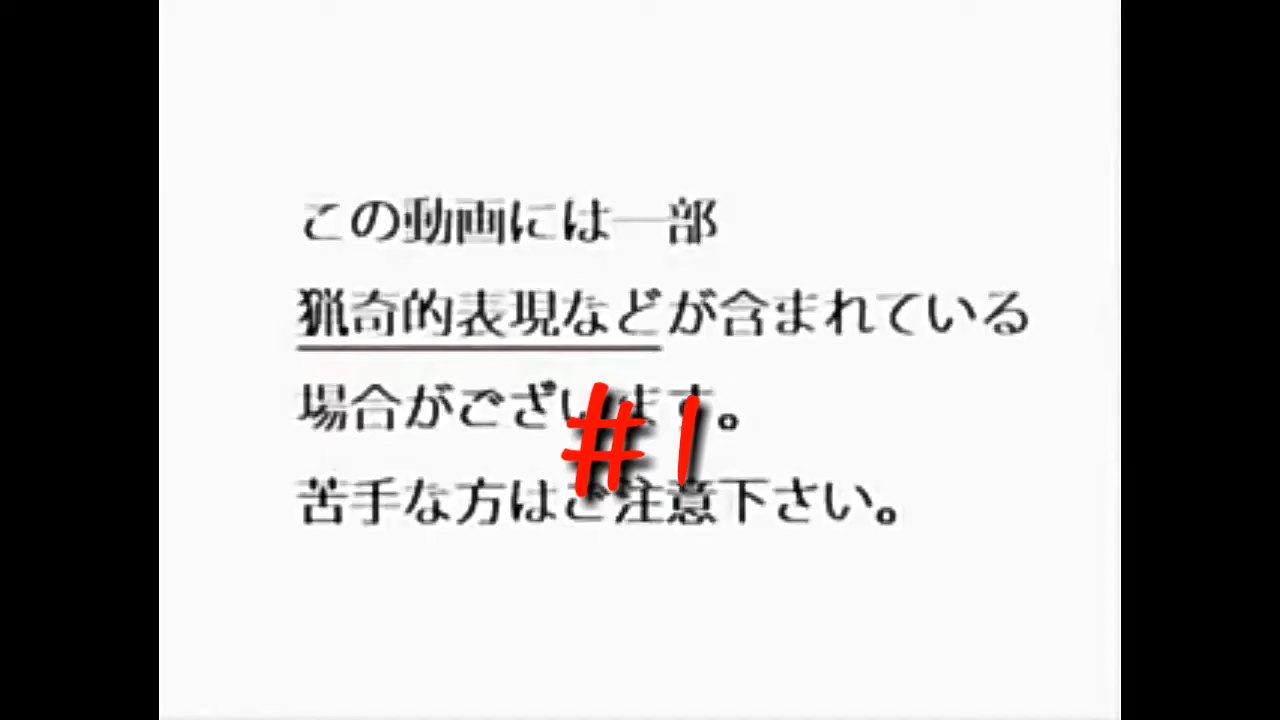 この動画には一部
猟奇的表現などが含まれている
場合がございます。
#1
苦手な方はご注意下さい。